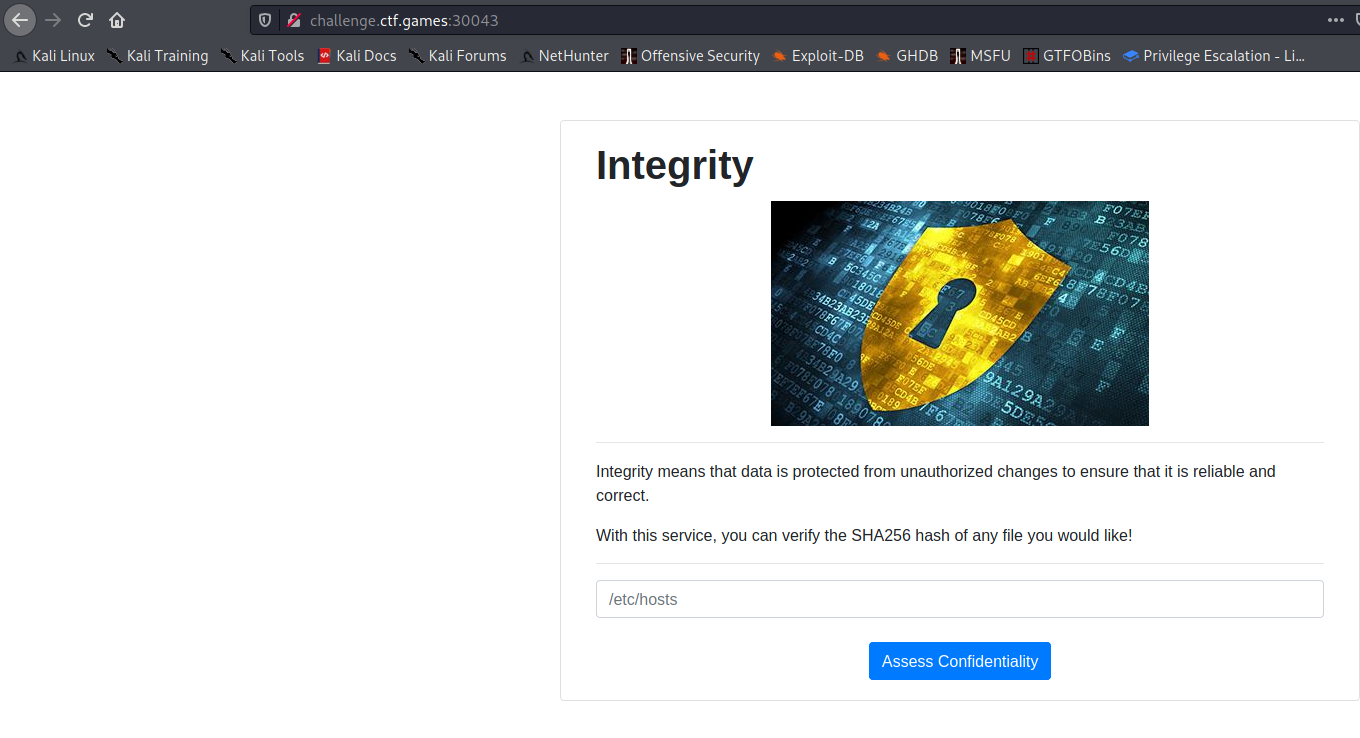 challenge.ctf.games:30043
Kali Linux Kali Training Kali Tools Kali Docs Kali Forums NetHunter Offensive Security Exploit-DB GHDB MSFU GTFOBins Privilege Escalation - Li...
Integrity
Integrity means that data is protected from unauthorized changes to ensure that it is reliable and
correct.
With this service, you can verify the SHA256 hash of any file you would like!
/etc/hosts
Assess Confidentiality